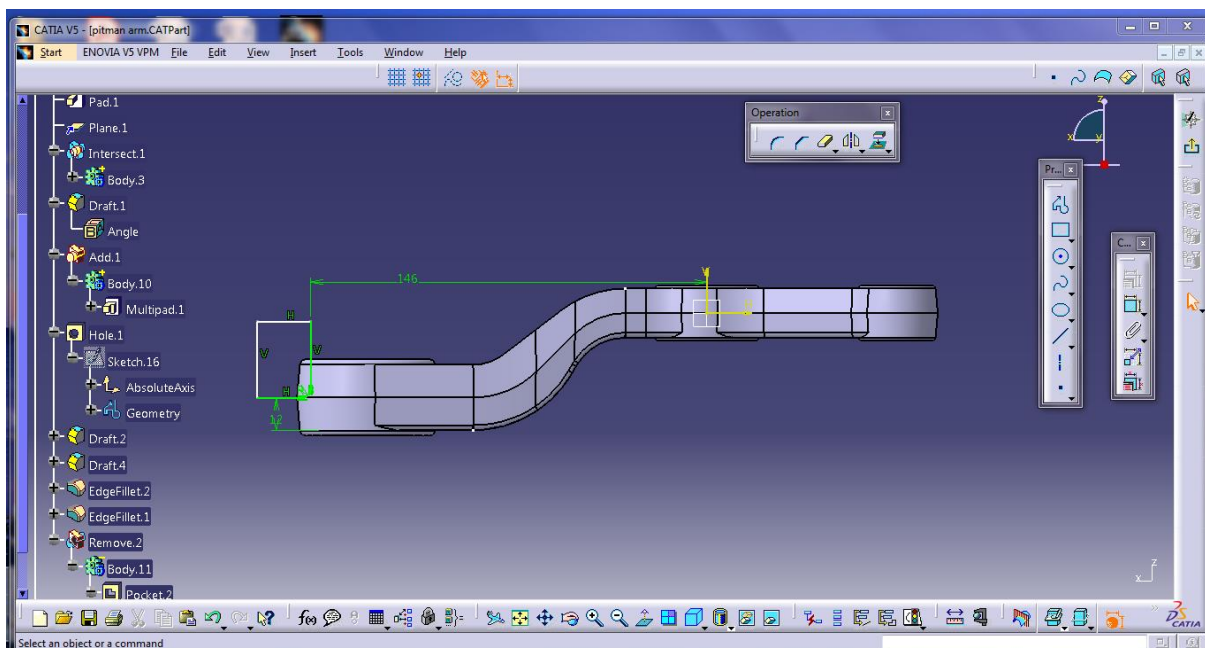 CATIA V5 - [pitman arm.CATPart]
Start ENOVIA V5 VPM File Edit View Insert Tools Window Help
Pad.1
Plane.1
Intersect.1
Body.3
Draft.1
Angle
Add.1
Body.10
Multipad.1
Hole.1
Sketch.16
AbsoluteAxis
Geometry
Draft.2
Draft.4
EdgeFillet.2
EdgeFillet.1
Remove.2
Body.11
Pocket.2
Operation
Pr...
C...
z
x y
146
H
V V
H
12
z
x
f(x)
CATIA
Select an object or a command